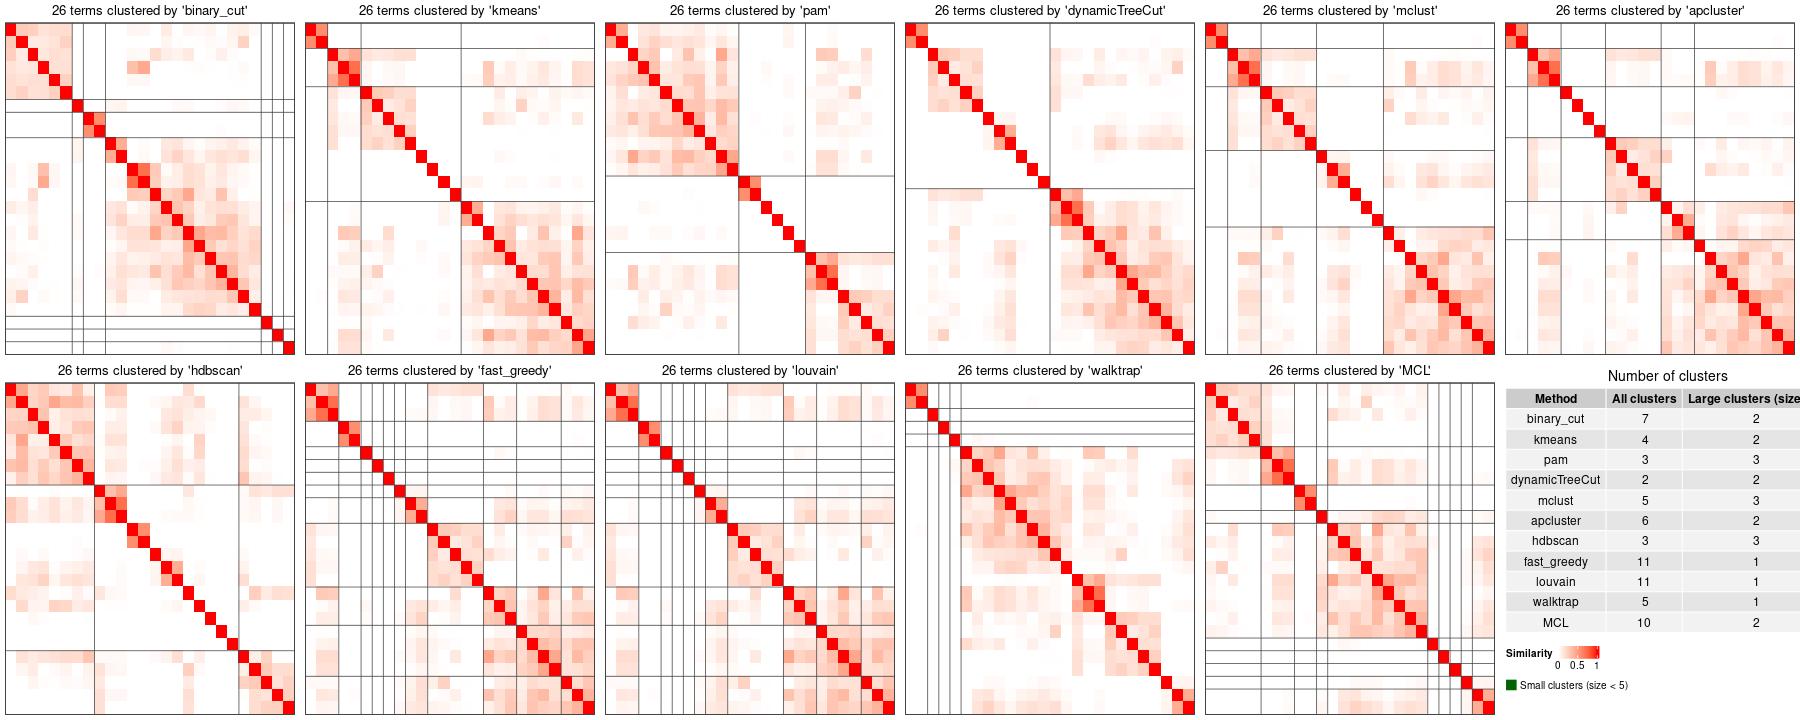 26 terms clustered by 'binary_cut'
26 terms clustered by 'kmeans'
26 terms clustered by 'pam'
26 terms clustered by 'dynamicTreeCut'
26 terms clustered by 'mclust'
26 terms clustered by 'apcluster'
26 terms clustered by 'hdbscan'
26 terms clustered by 'fast_greedy'
26 terms clustered by 'louvain'
26 terms clustered by 'walktrap'
26 terms clustered by 'MCL'
Number of clusters
Method All clusters Large clusters (size
binary_cut 7 2
kmeans 4 2
pam 3 3
dynamicTreeCut 2 2
mclust 5 3
apcluster 6 2
hdbscan 3 3
fast_greedy 11 1
louvain 11 1
walktrap 5 1
MCL 10 2
Similarity
0 0.5 1
Small clusters (size < 5)